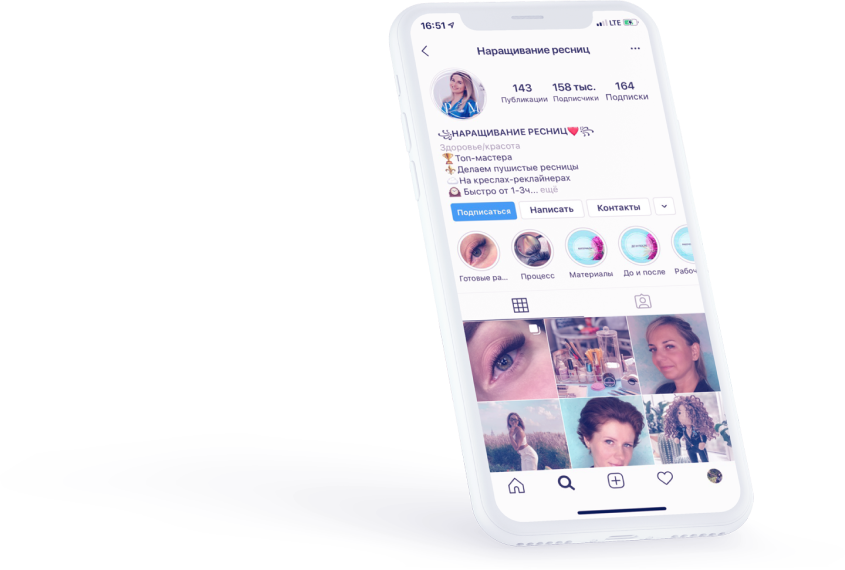 16:51 LTE
Наращивание ресниц
143 158 тыс. 164
Публикации Подписчики Подписки
НАРАЩИВАНИЕ РЕСНИЦ
Здоровье/красота
Топ-мастера
Делаем пушистые ресницы
На креслах-реклайнерах
Быстро от 1-3ч... ещё
Подписаться Написать Контакты
Готовые ра... Процесс Материалы До и после Рабоч